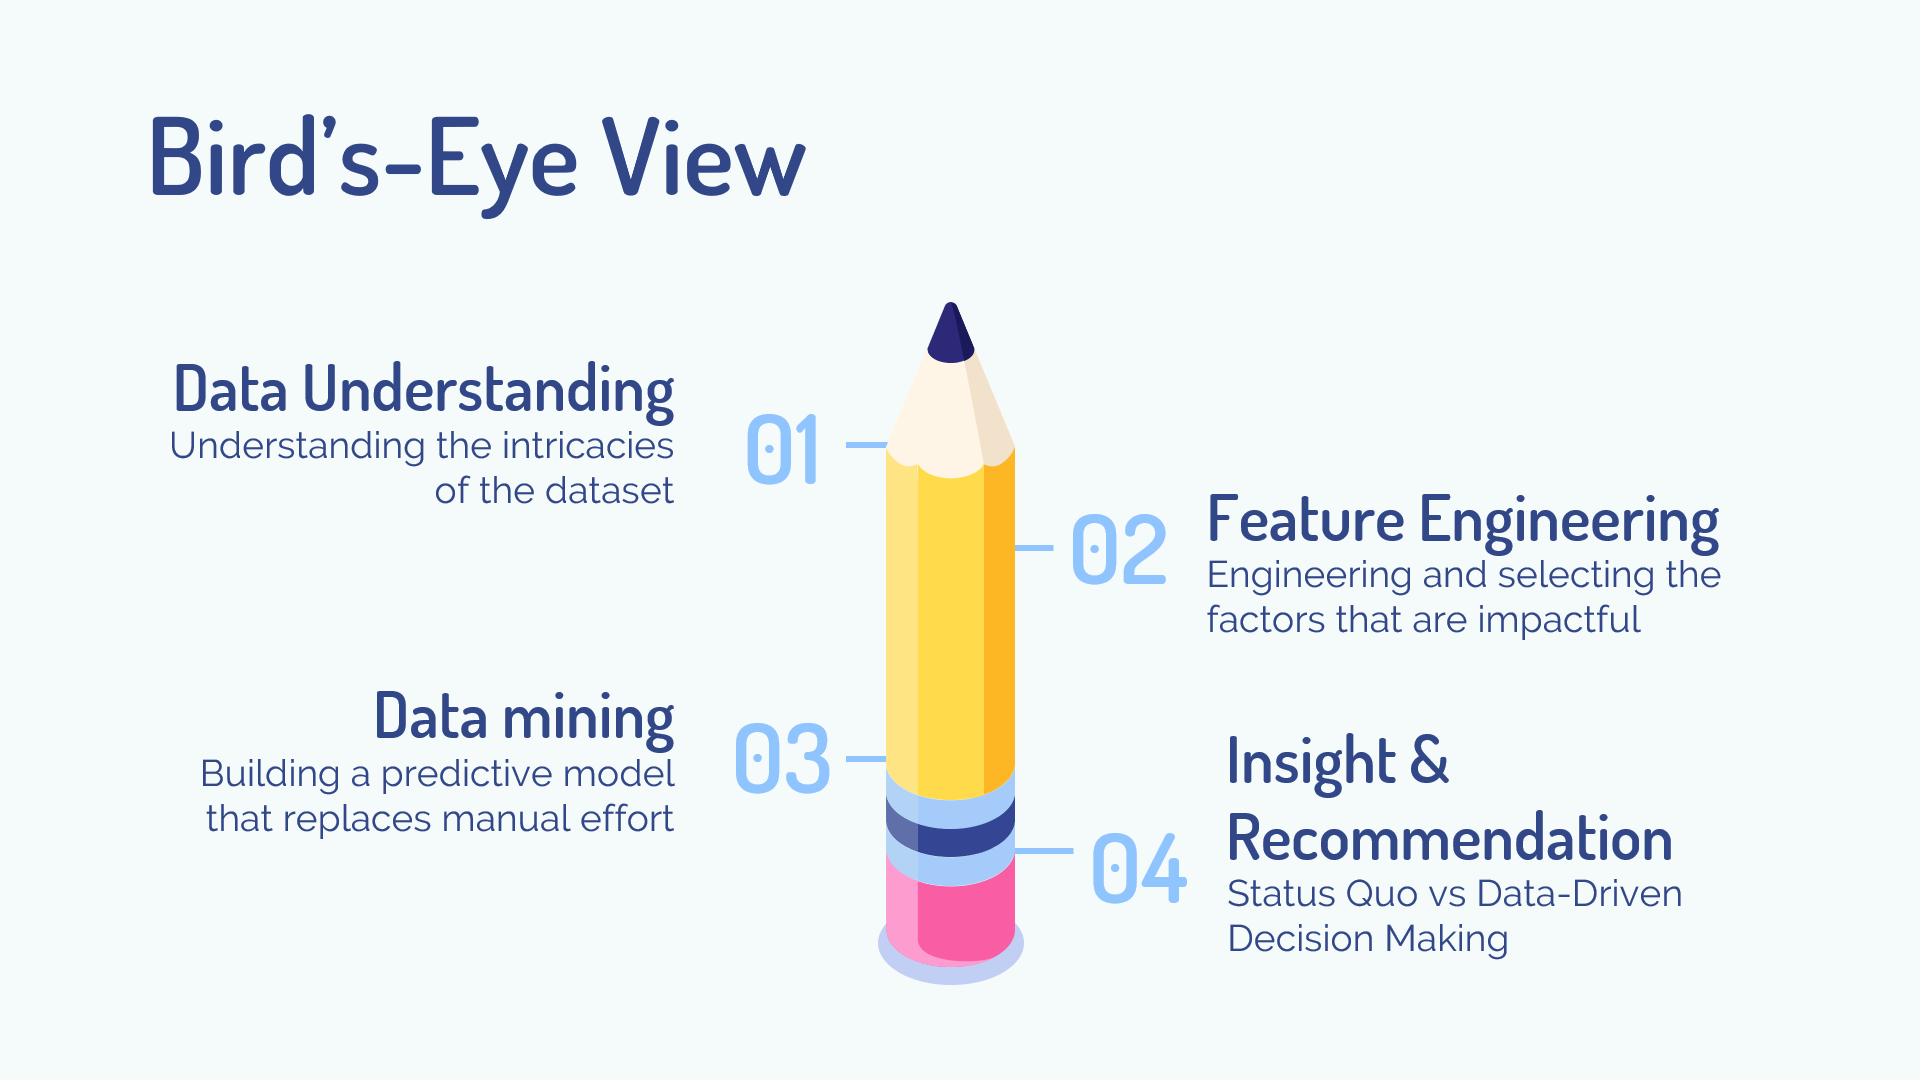 Bird's-Eye View
Data Understanding
Understanding the intricacies
of the dataset
01
02
Feature Engineering
Engineering and selecting the
factors that are impactful
Data mining
Building a predictive model
that replaces manual effort
03
04
Insight &
Recommendation
Status Quo vs Data-Driven
Decision Making